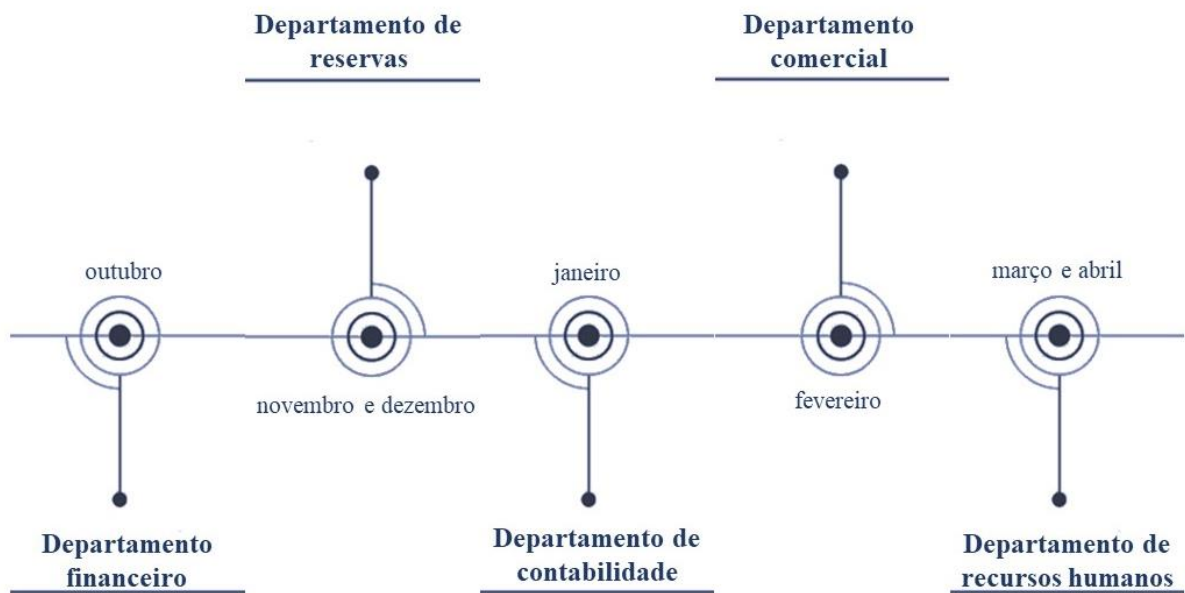 Departamento de
reservas
Departamento
comercial
outubro
janeiro
março e abril
novembro e dezembro
fevereiro
Departamento
financeiro
Departamento de
contabilidade
Departamento de
recursos humanos